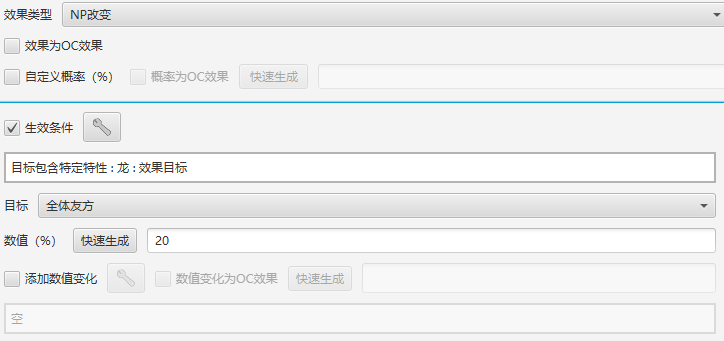 效果类型 NP改变
效果为OC效果
自定义概率（%） 概率为OC效果 快速生成
生效条件
目标包含特定特性 : 龙 : 效果目标
目标 全体友方
数值（%） 快速生成 20
添加数值变化 数值变化为OC效果 快速生成
空